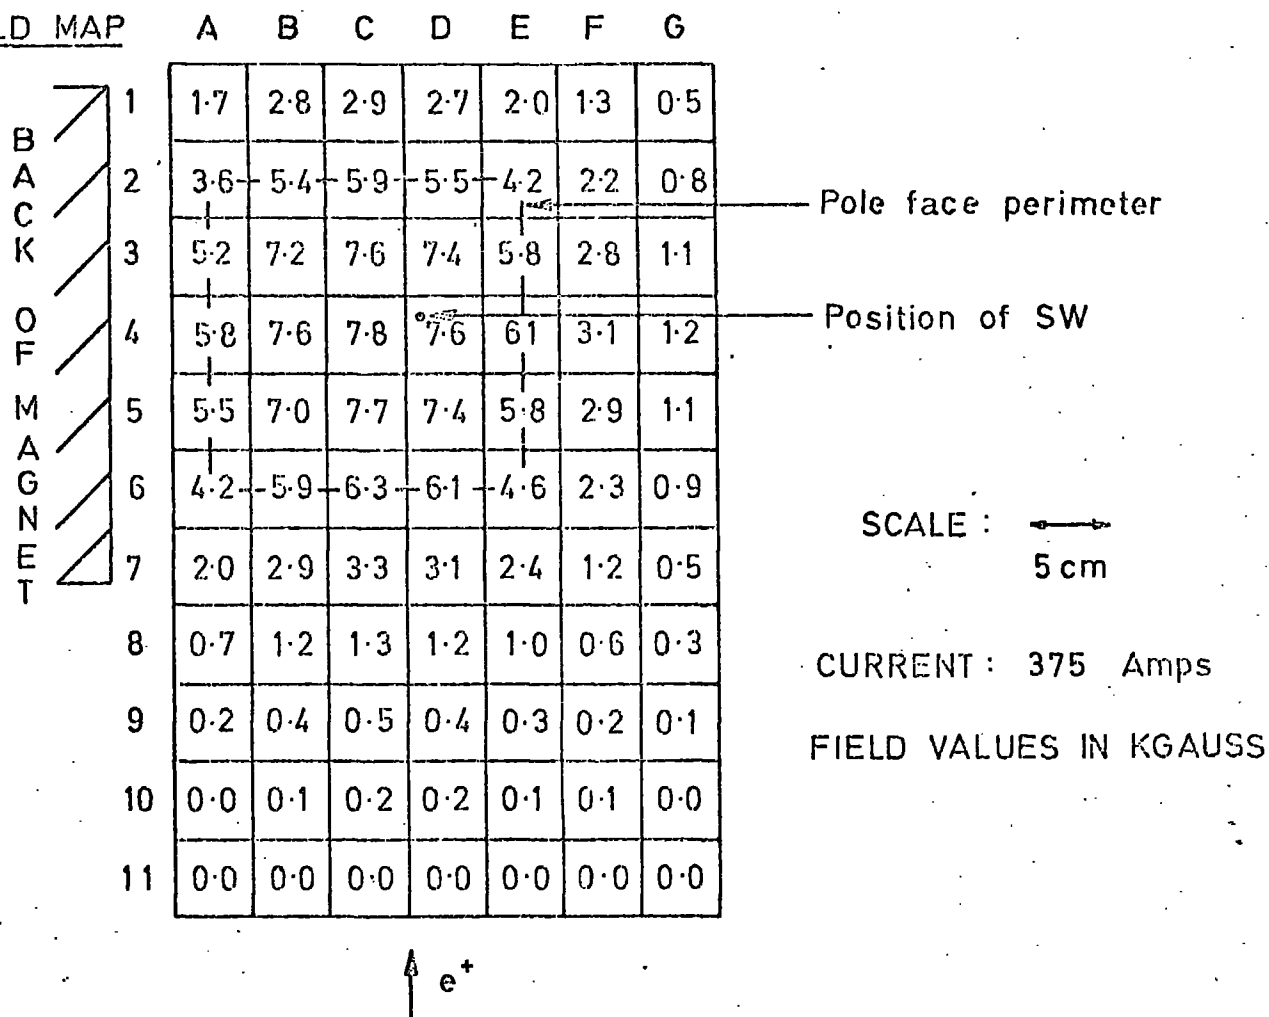 LD MAP A B C D E F G
1 1·7 2·8 2·9 2·7 2·0 1·3 0·5
2 3·6 5·4 5·9 5·5 4·2 2·2 0·8
3 5·2 7·2 7·6 7·4 5·8 2·8 1·1
4 5·8 7·6 7·8 7·6 61 3·1 1·2
5 5·5 7·0 7·7 7·4 5·8 2·9 1·1
6 4·2 5·9 6·3 6·1 4·6 2·3 0·9
7 2·0 2·9 3·3 3·1 2·4 1·2 0·5
8 0·7 1·2 1·3 1·2 1·0 0·6 0·3
9 0·2 0·4 0·5 0·4 0·3 0·2 0·1
10 0·0 0·1 0·2 0·2 0·1 0·1 0·0
11 0·0 0·0 0·0 0·0 0·0 0·0 0·0
BACK OF MAGNET
Pole face perimeter
Position of SW
SCALE :
5 cm
CURRENT : 375 Amps
FIELD VALUES IN KGAUSS
e+